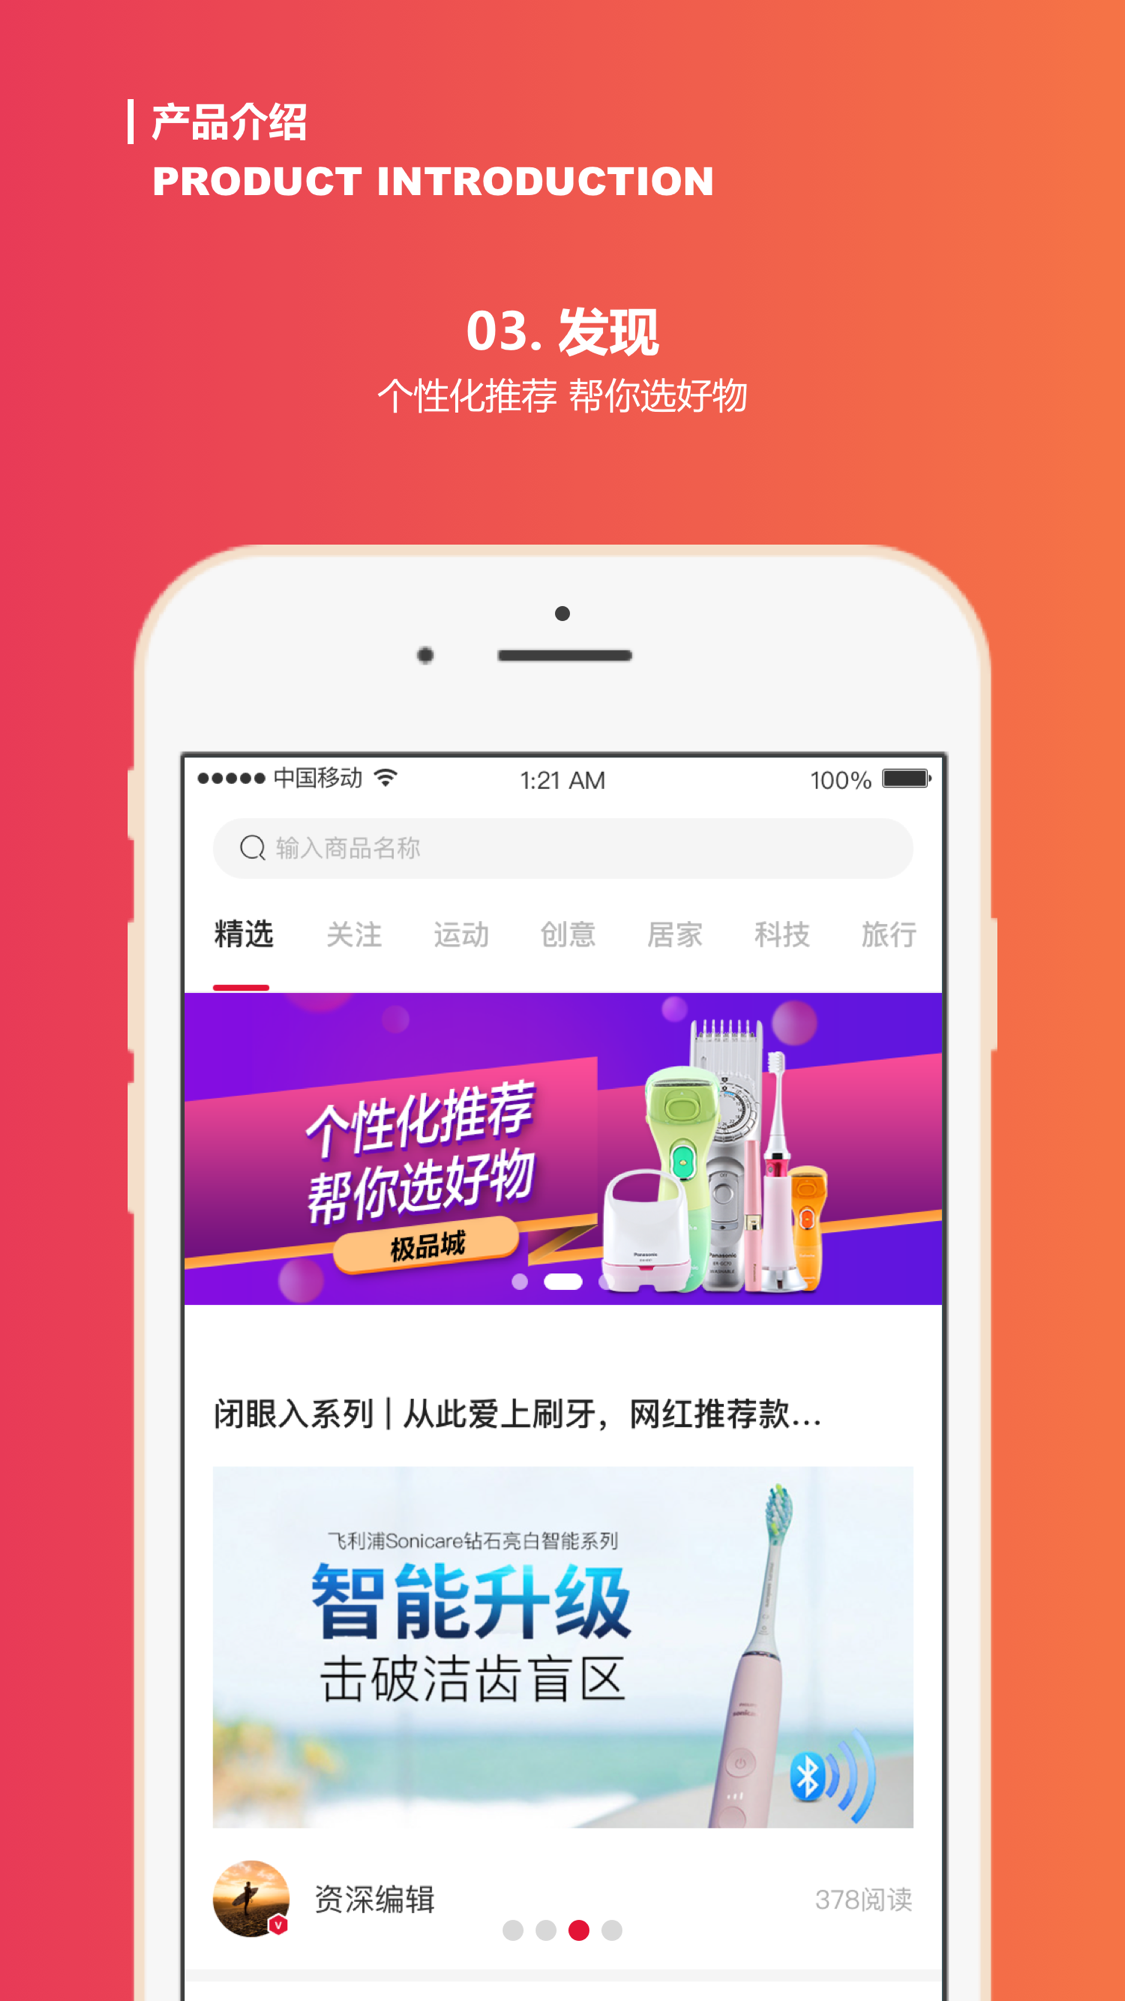 产品介绍
PRODUCT INTRODUCTION
03. 发现
个性化推荐 帮你选好物
中国移动 1:21 AM 100%
输入商品名称
精选 关注 运动 创意 居家 科技 旅行
个性化推荐
帮你选好物
极品城
Panasonic
Panasonic
闭眼入系列 | 从此爱上刷牙，网红推荐款...
飞利浦Sonicare钻石亮白智能系列
智能升级
击破洁齿盲区
资深编辑 378阅读